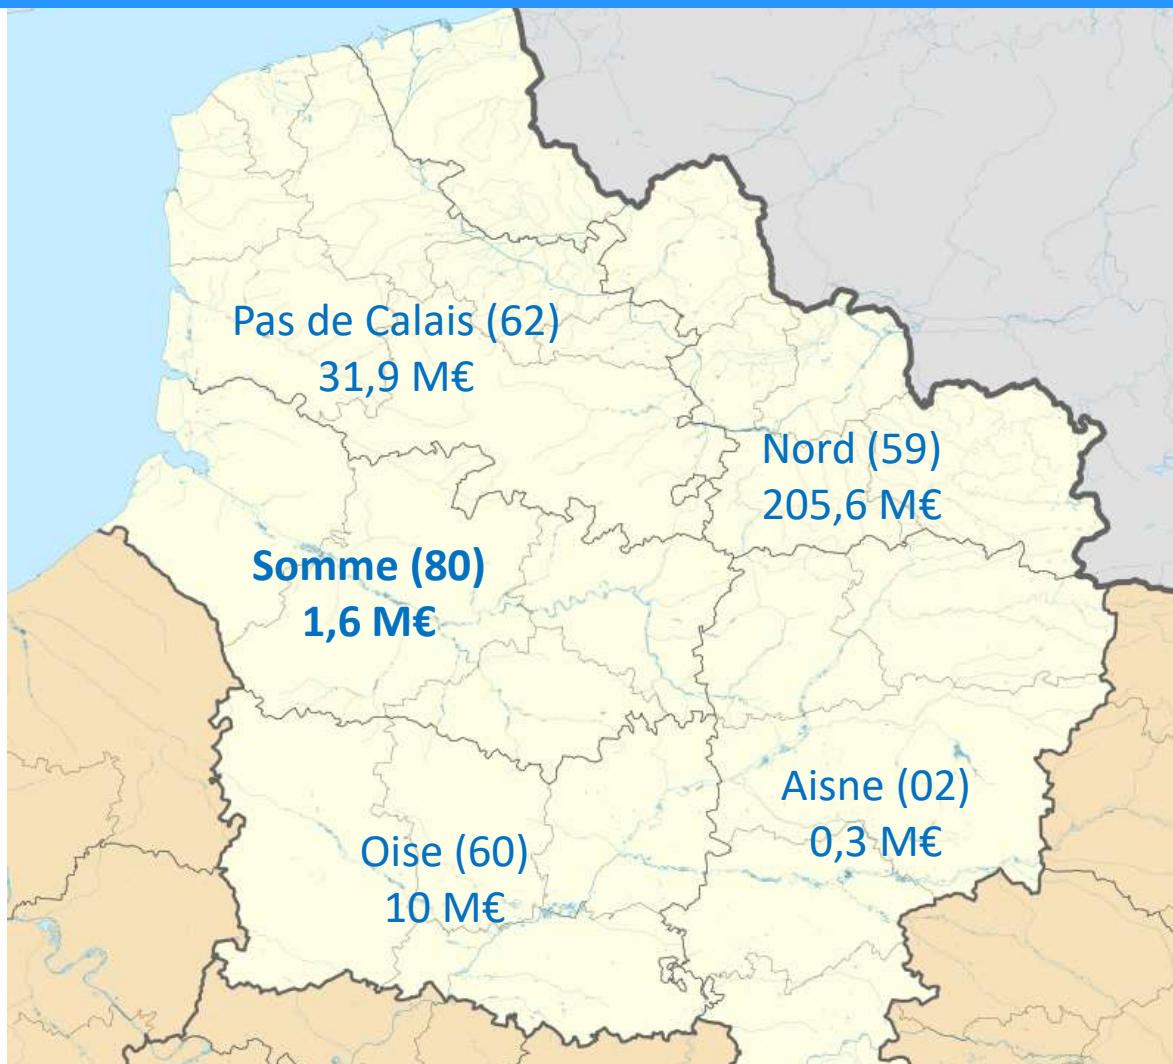 Pas de Calais (62)
31,9 M€
Nord (59)
205,6 M€
Somme (80)
1,6 M€
Aisne (02)
0,3 M€
Oise (60)
10 M€